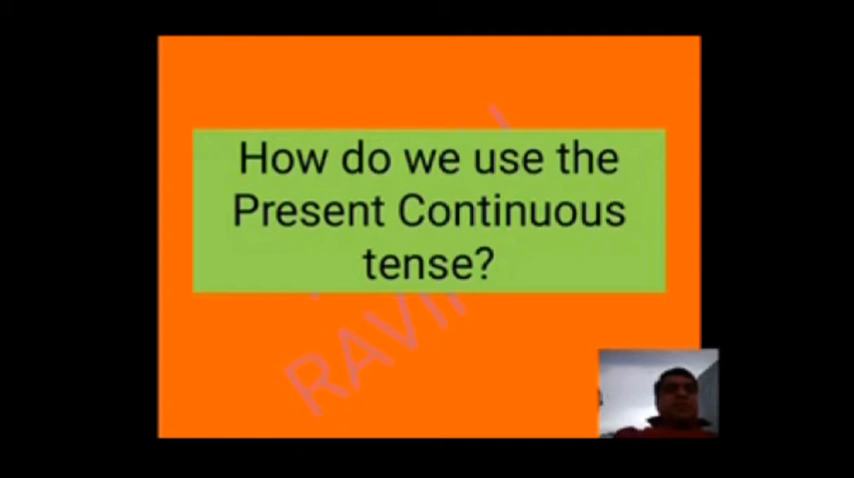 How do we use the
Present Continuous
tense?